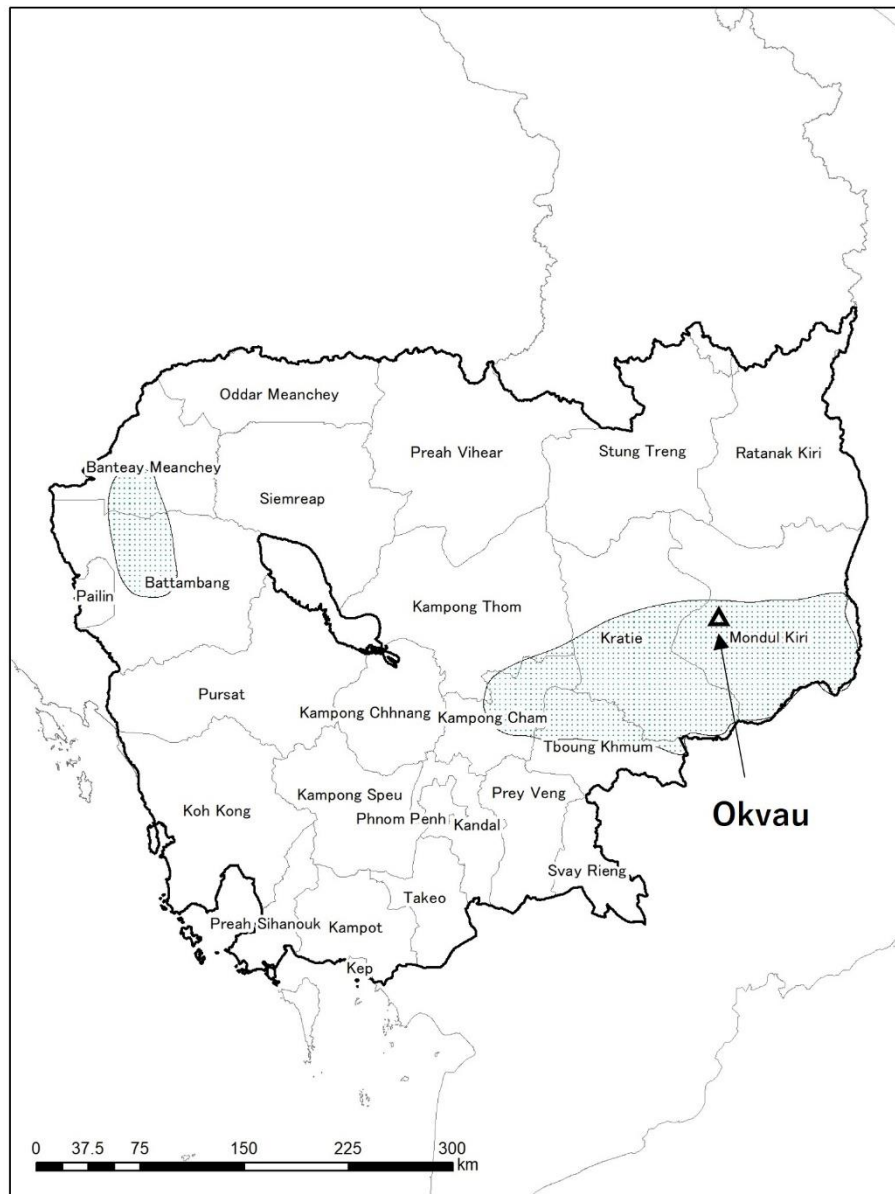 Oddar Meanchey
Preah Vihear
Stung Treng
Ratanak Kiri
Banteay Meanchey
Siemreap
Battambang
Pailin
Kampong Thom
Kratie
Mondul Kiri
Pursat
Kampong Chhnang
Kampong Cham
Tboung Khmum
Koh Kong
Kampong Speu
Prey Veng
Phnom Penh
Kandal
Okvau
Svay Rieng
Takeo
Preah Sihanouk
Kampot
Kep
0 37.5 75 150 225 300
km